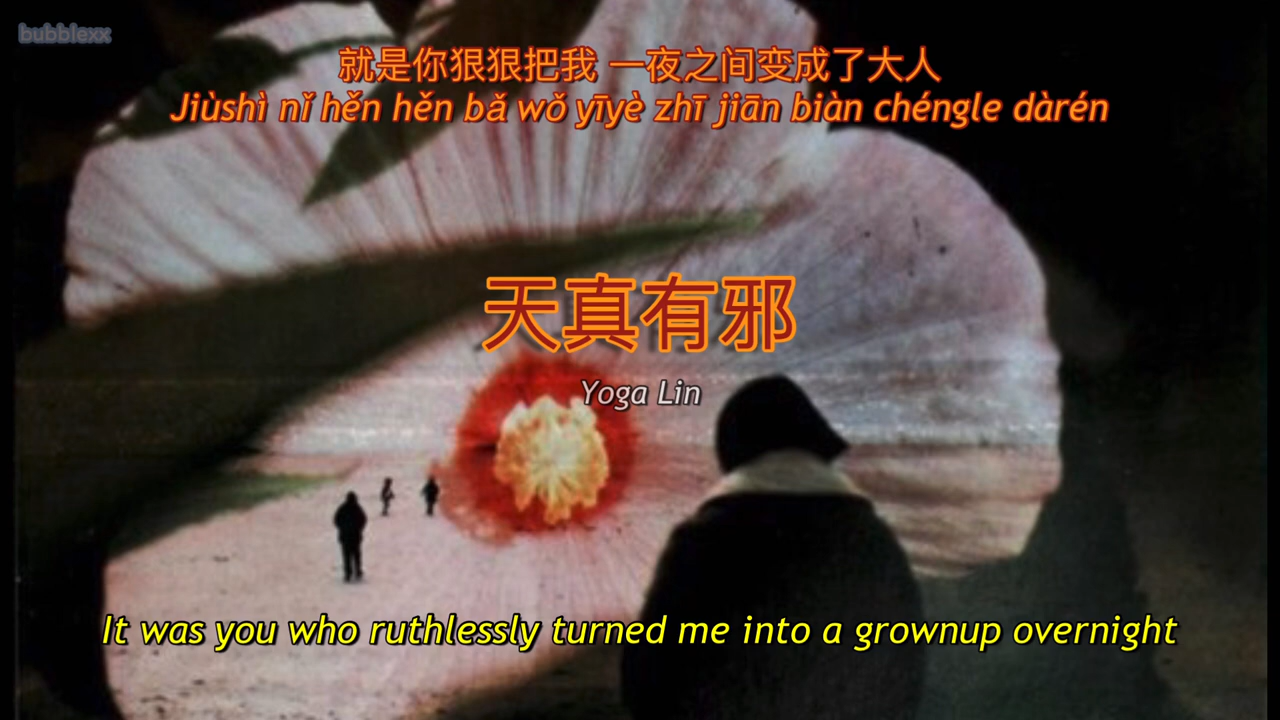 bubblexx
就是你狠狠把我 一夜之间变成了大人
Jiùshì nǐ hěn hěn bǎ wǒ yīyè zhī jiān biàn chéngle dàrén
天真有邪
Yoga Lin
It was you who ruthlessly turned me into a grownup overnight